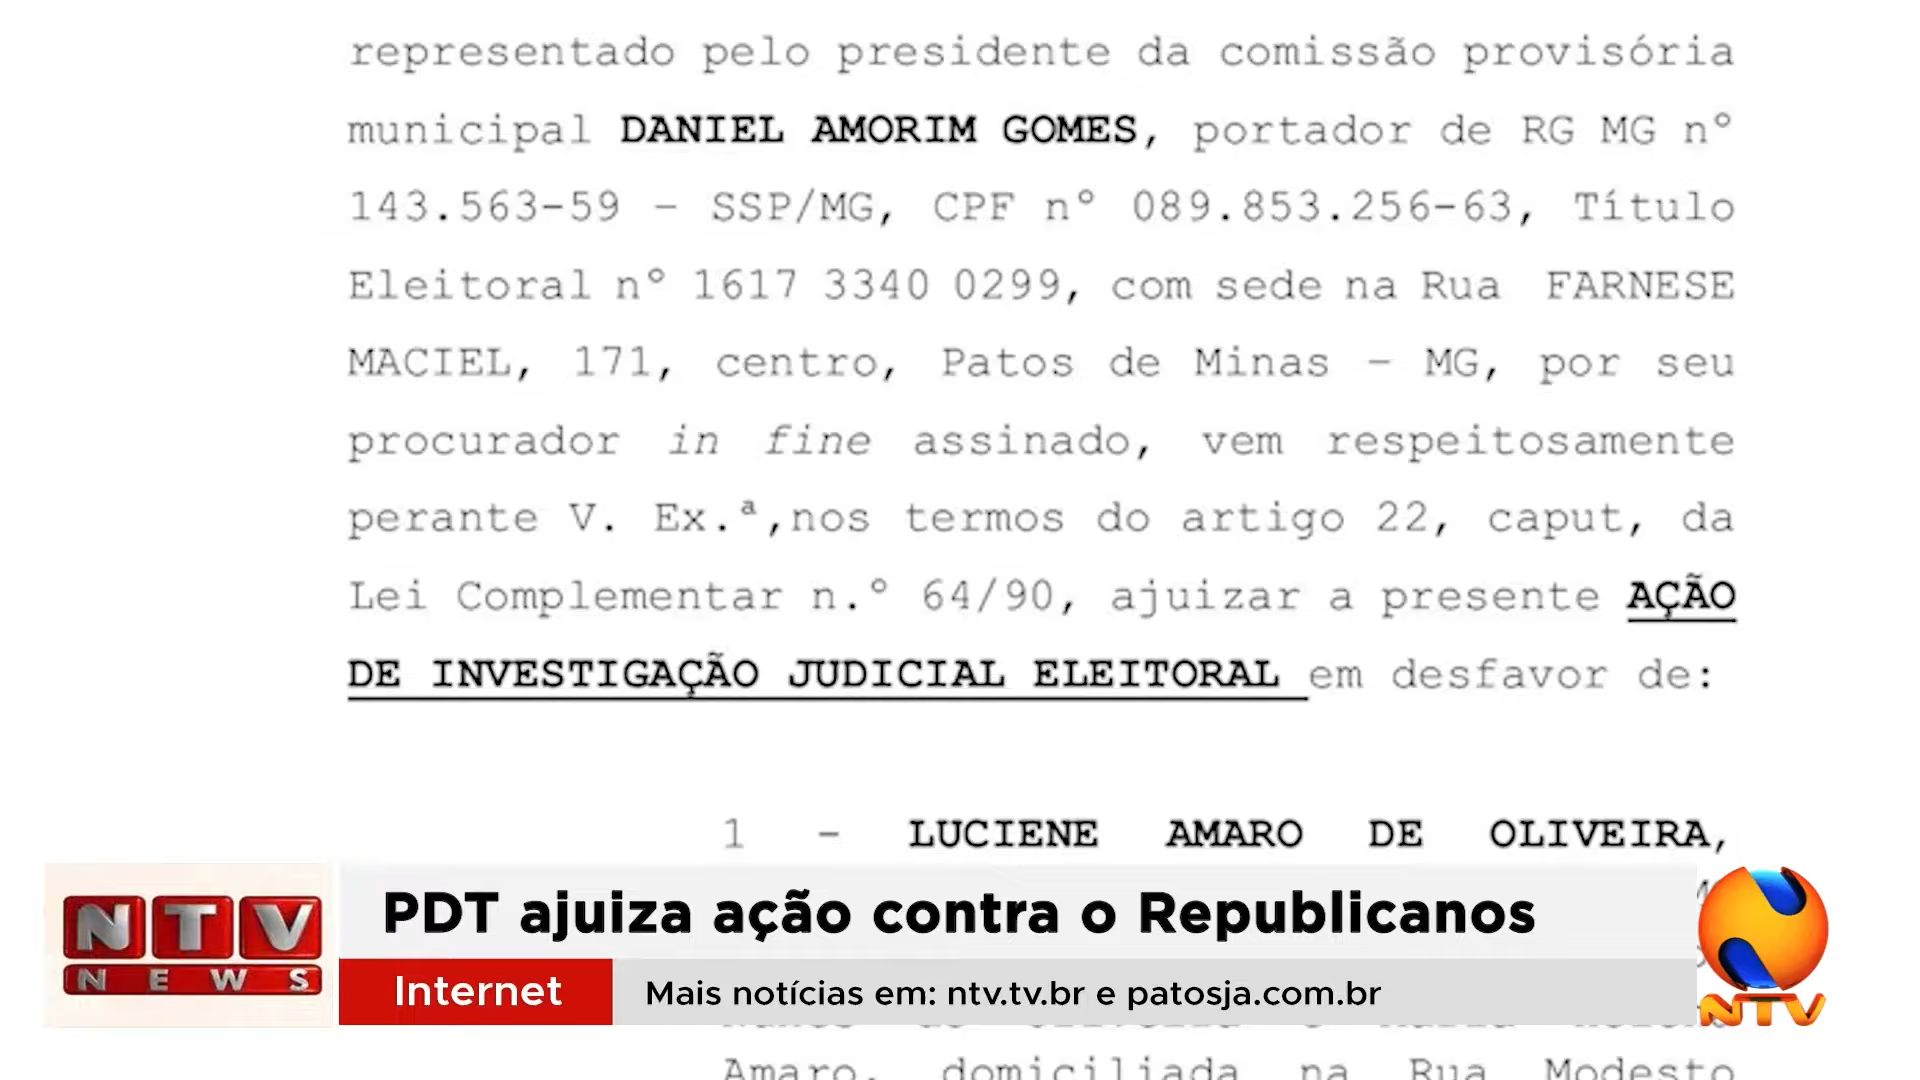 representado pelo presidente da comissão provisória
municipal DANIEL AMORIM GOMES, portador de RG MG nº
143.563-59 – SSP/MG, CPF nº 089.853.256-63, Título
Eleitoral nº 1617 3340 0299, com sede na Rua FARNESE
MACIEL, 171, centro, Patos de Minas – MG, por seu
procurador in fine assinado, vem respeitosamente
perante V. Ex.ª,nos termos do artigo 22, caput, da
Lei Complementar n.º 64/90, ajuizar a presente AÇÃO
DE INVESTIGAÇÃO JUDICIAL ELEITORAL em desfavor de:
1 - LUCIENE AMARO DE OLIVEIRA,
NTV
NEWS
PDT ajuiza ação contra o Republicanos
Internet
Mais notícias em: ntv.tv.br e patosja.com.br
NTV
Amaro, domiciliada na Rua Modesto